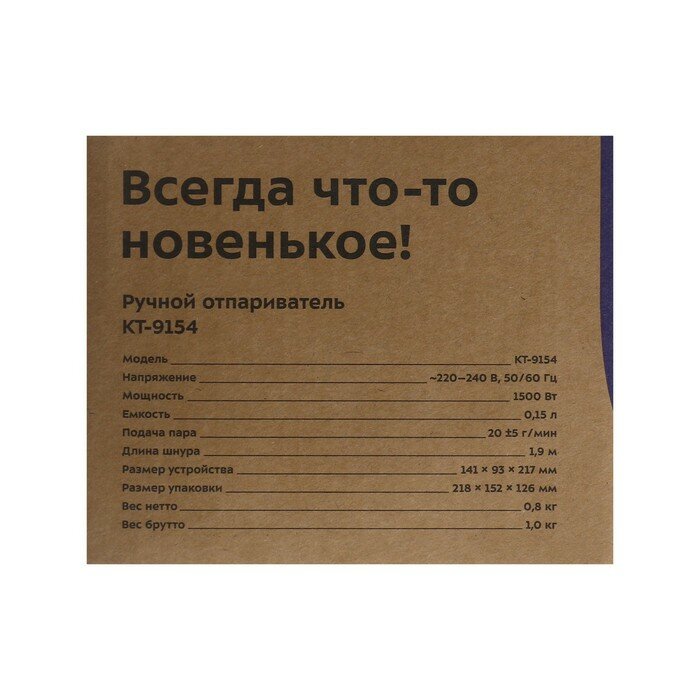 Всегда что-то
новенькое!
Ручной отпариватель
КТ-9154
Модель КТ-9154
Напряжение ~220–240 В, 50/60 Гц
Мощность 1500 Вт
Емкость 0,15 л
Подача пара 20 ±5 г/мин
Длина шнура 1,9 м
Размер устройства 141 × 93 × 217 мм
Размер упаковки 218 × 152 × 126 мм
Вес нетто 0,8 кг
Вес брутто 1,0 кг